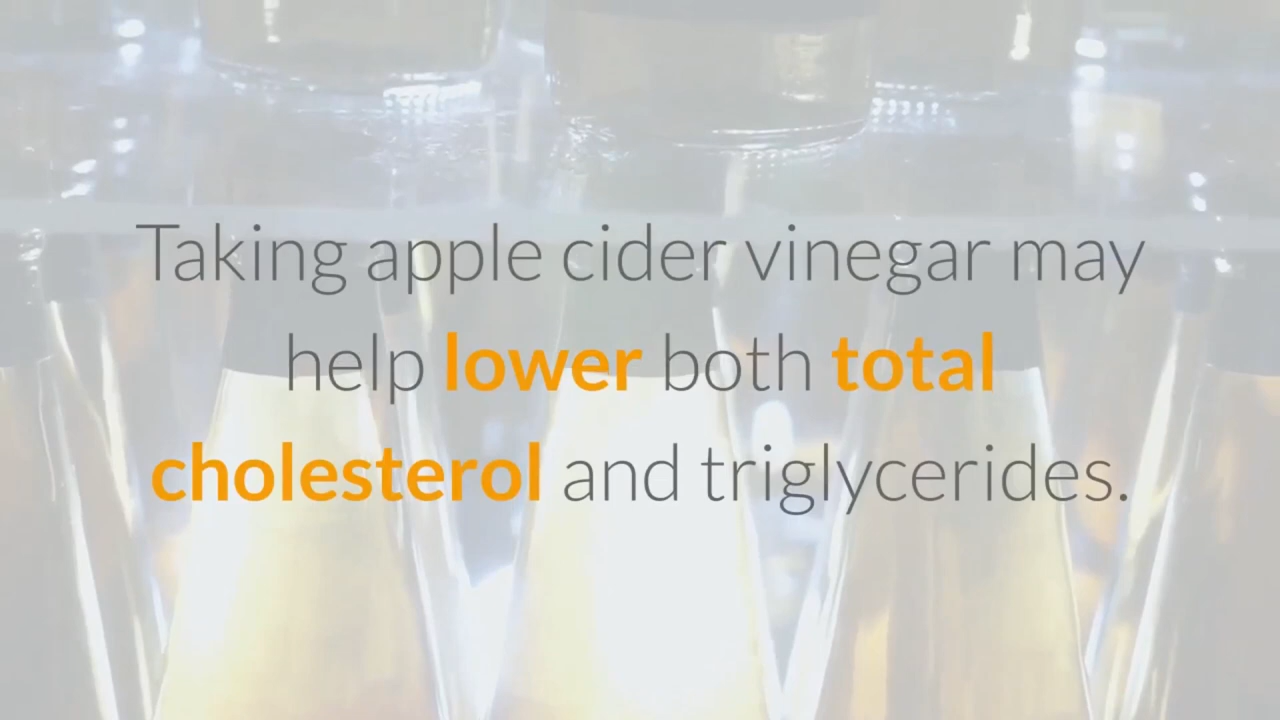 Taking apple cider vinegar may
help lower both total
cholesterol and triglycerides.